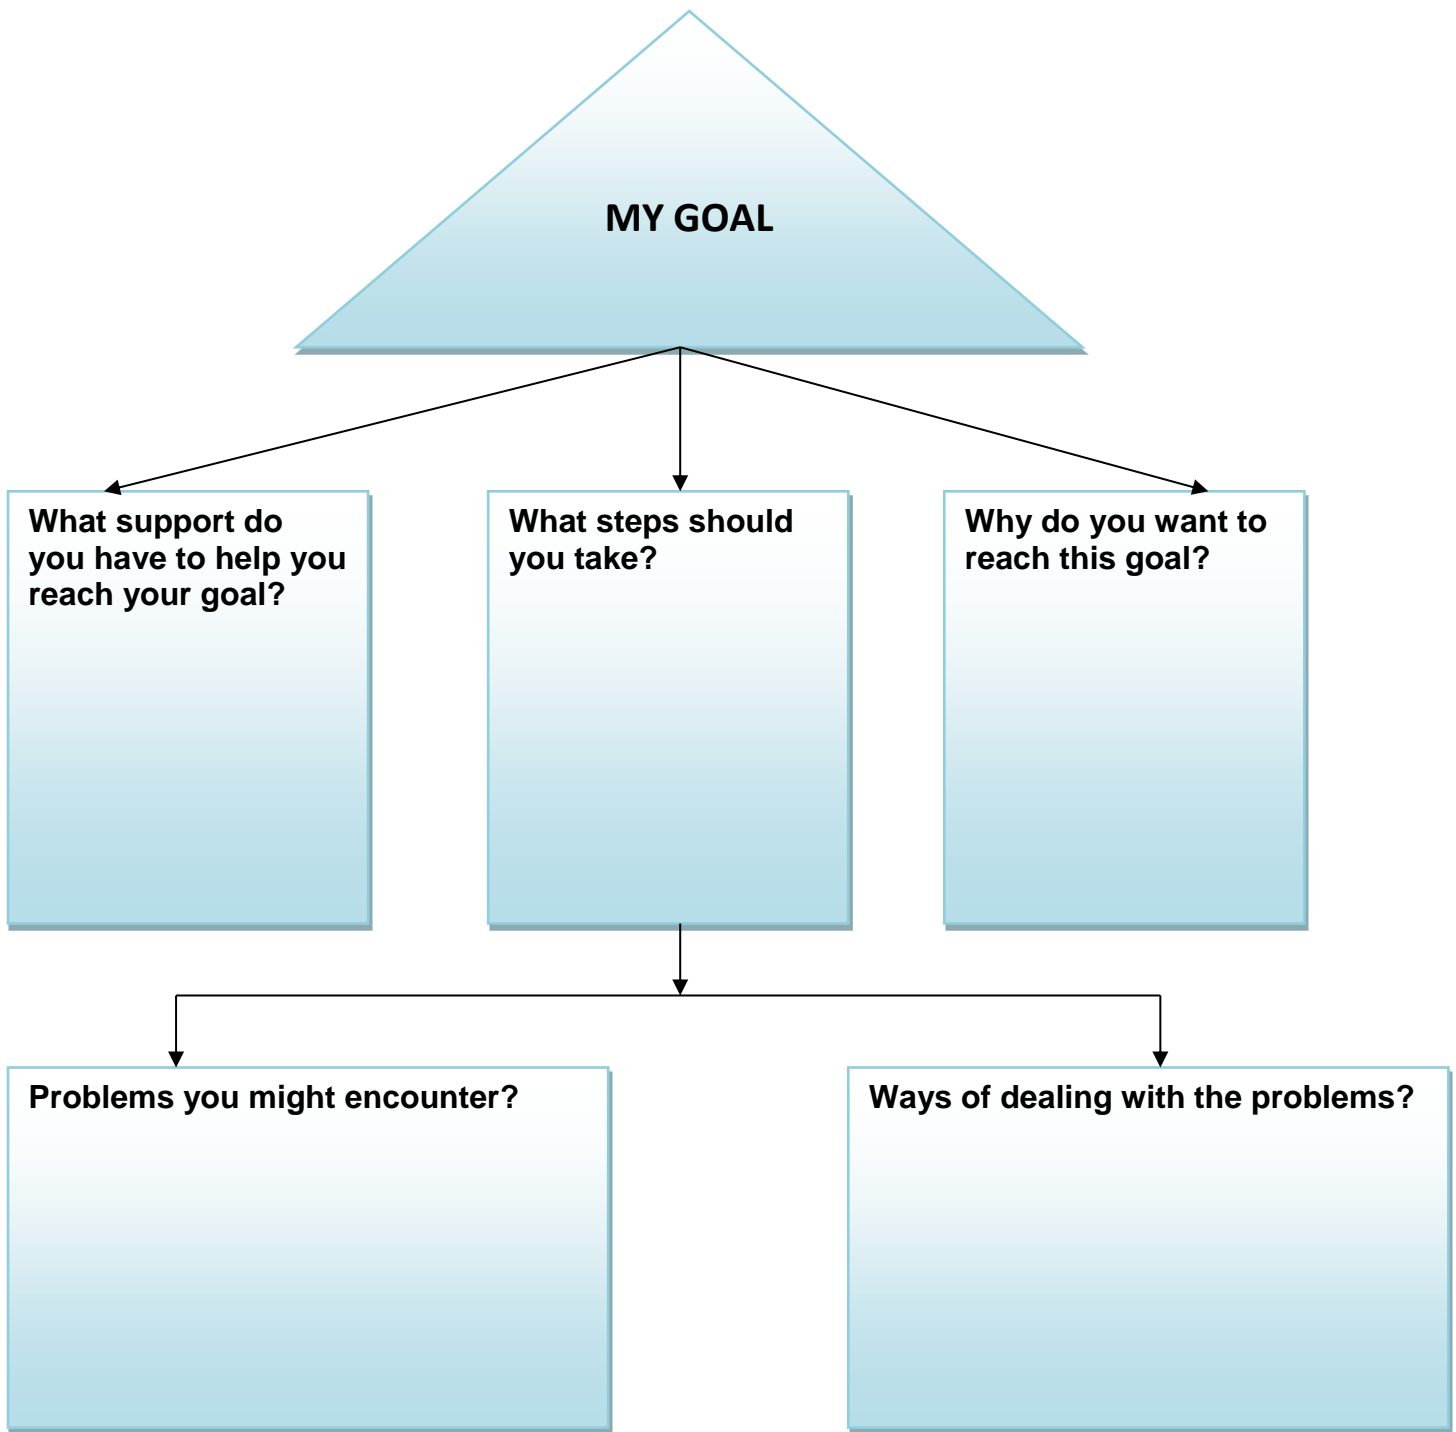 MY GOAL
What support do
you have to help you
reach your goal?
What steps should
you take?
Why do you want to
reach this goal?
Problems you might encounter?
Ways of dealing with the problems?